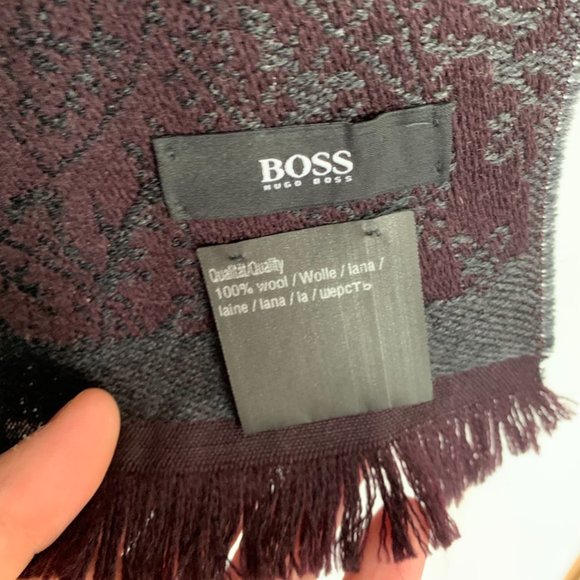 BOSS
HUGO BOSS
Qualität/Quality
100% wool / Wolle / lana /
laine / lana / la / шерсть